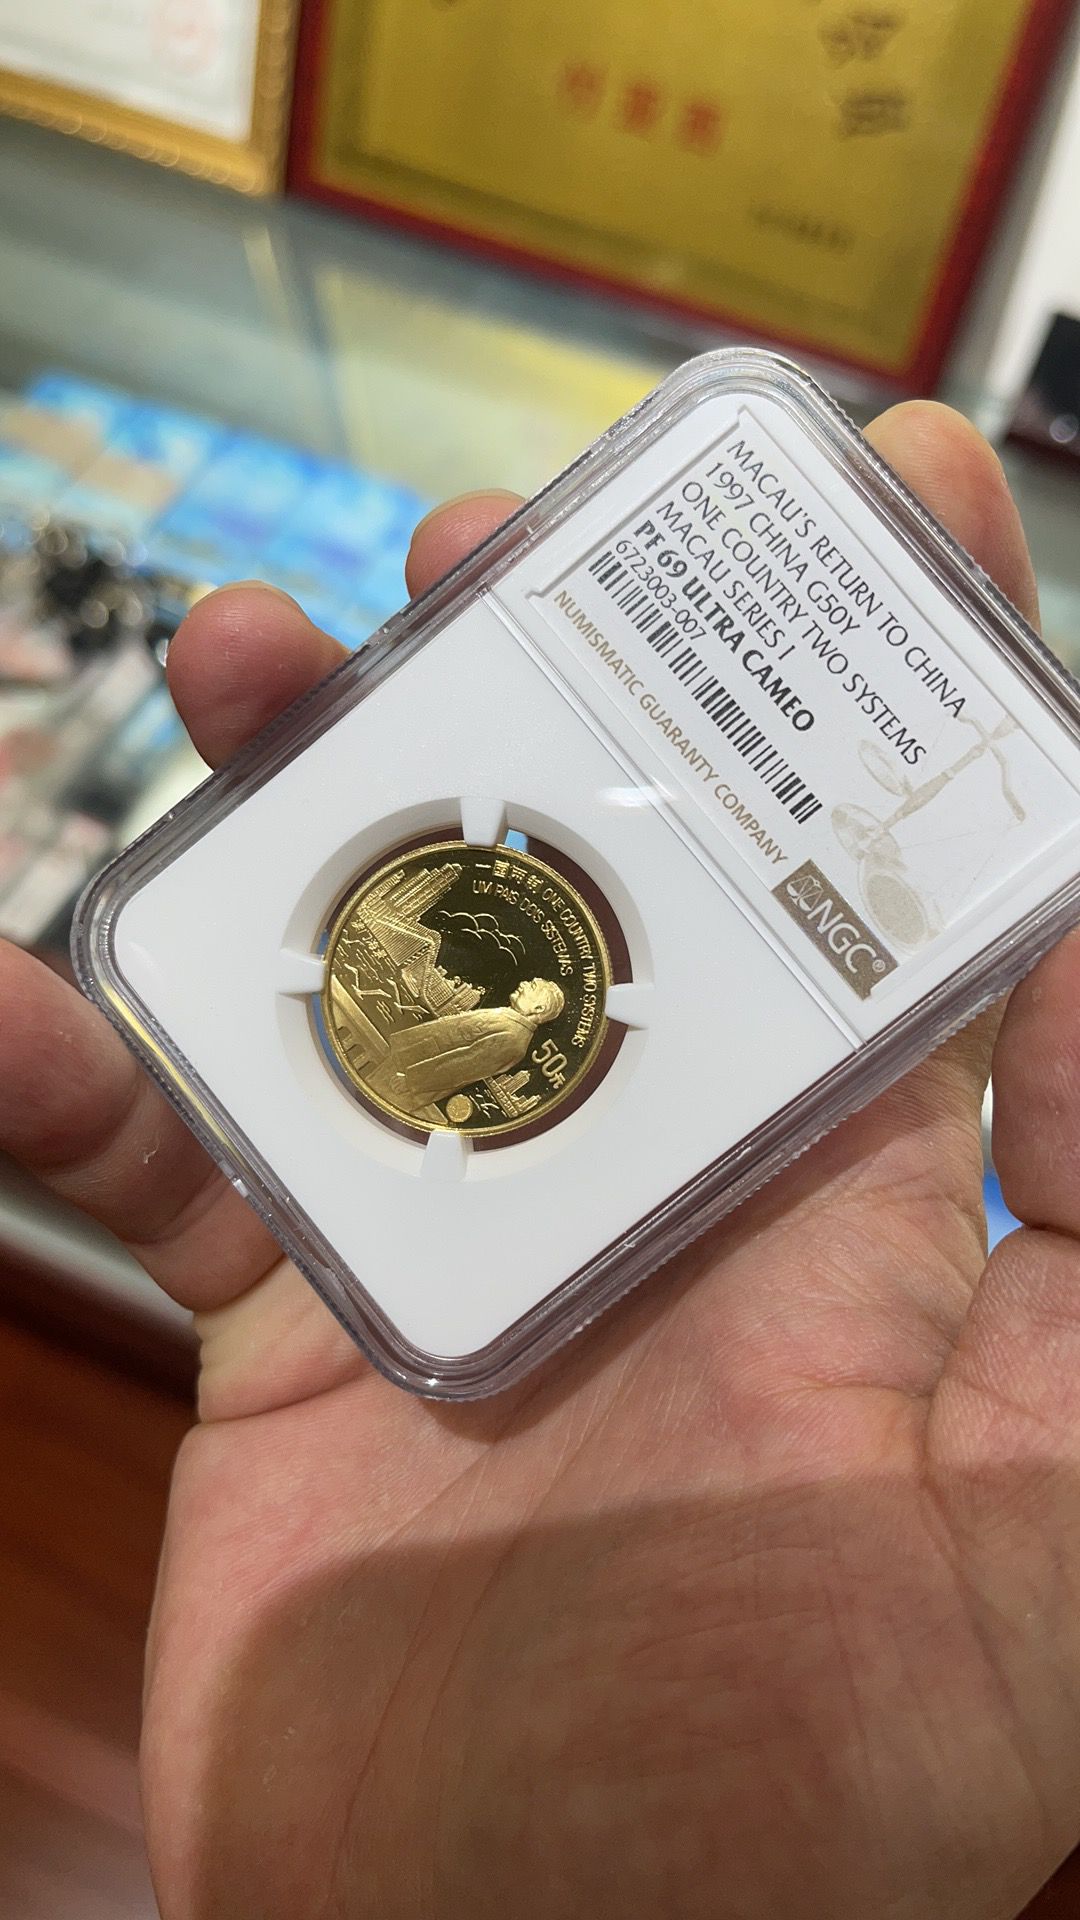 MACAU'S RETURN TO CHINA
1997 CHINA G50Y
ONE COUNTRY TWO SYSTEMS
MACAU SERIES I
PF 69 ULTRA CAMEO
6723003-007
NUMISMATIC GUARANTY COMPANY
NGC®
一国两制 ONE COUNTRY TWO SYSTEMS
UM PAIS DOIS SISTEMAS
50元